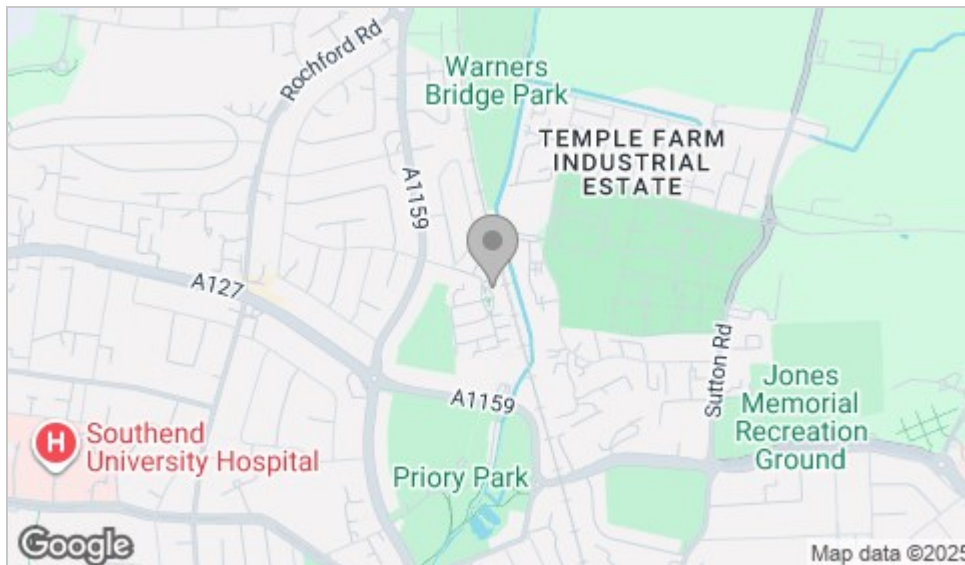 Rochford Rd
Warners
Bridge Park
TEMPLE FARM
INDUSTRIAL
ESTATE
A1159
A127
Sutton Rd
A1159
Jones
Memorial
Recreation
Ground
H
Southend
University Hospital
Priory Park
Google
Map data ©2025